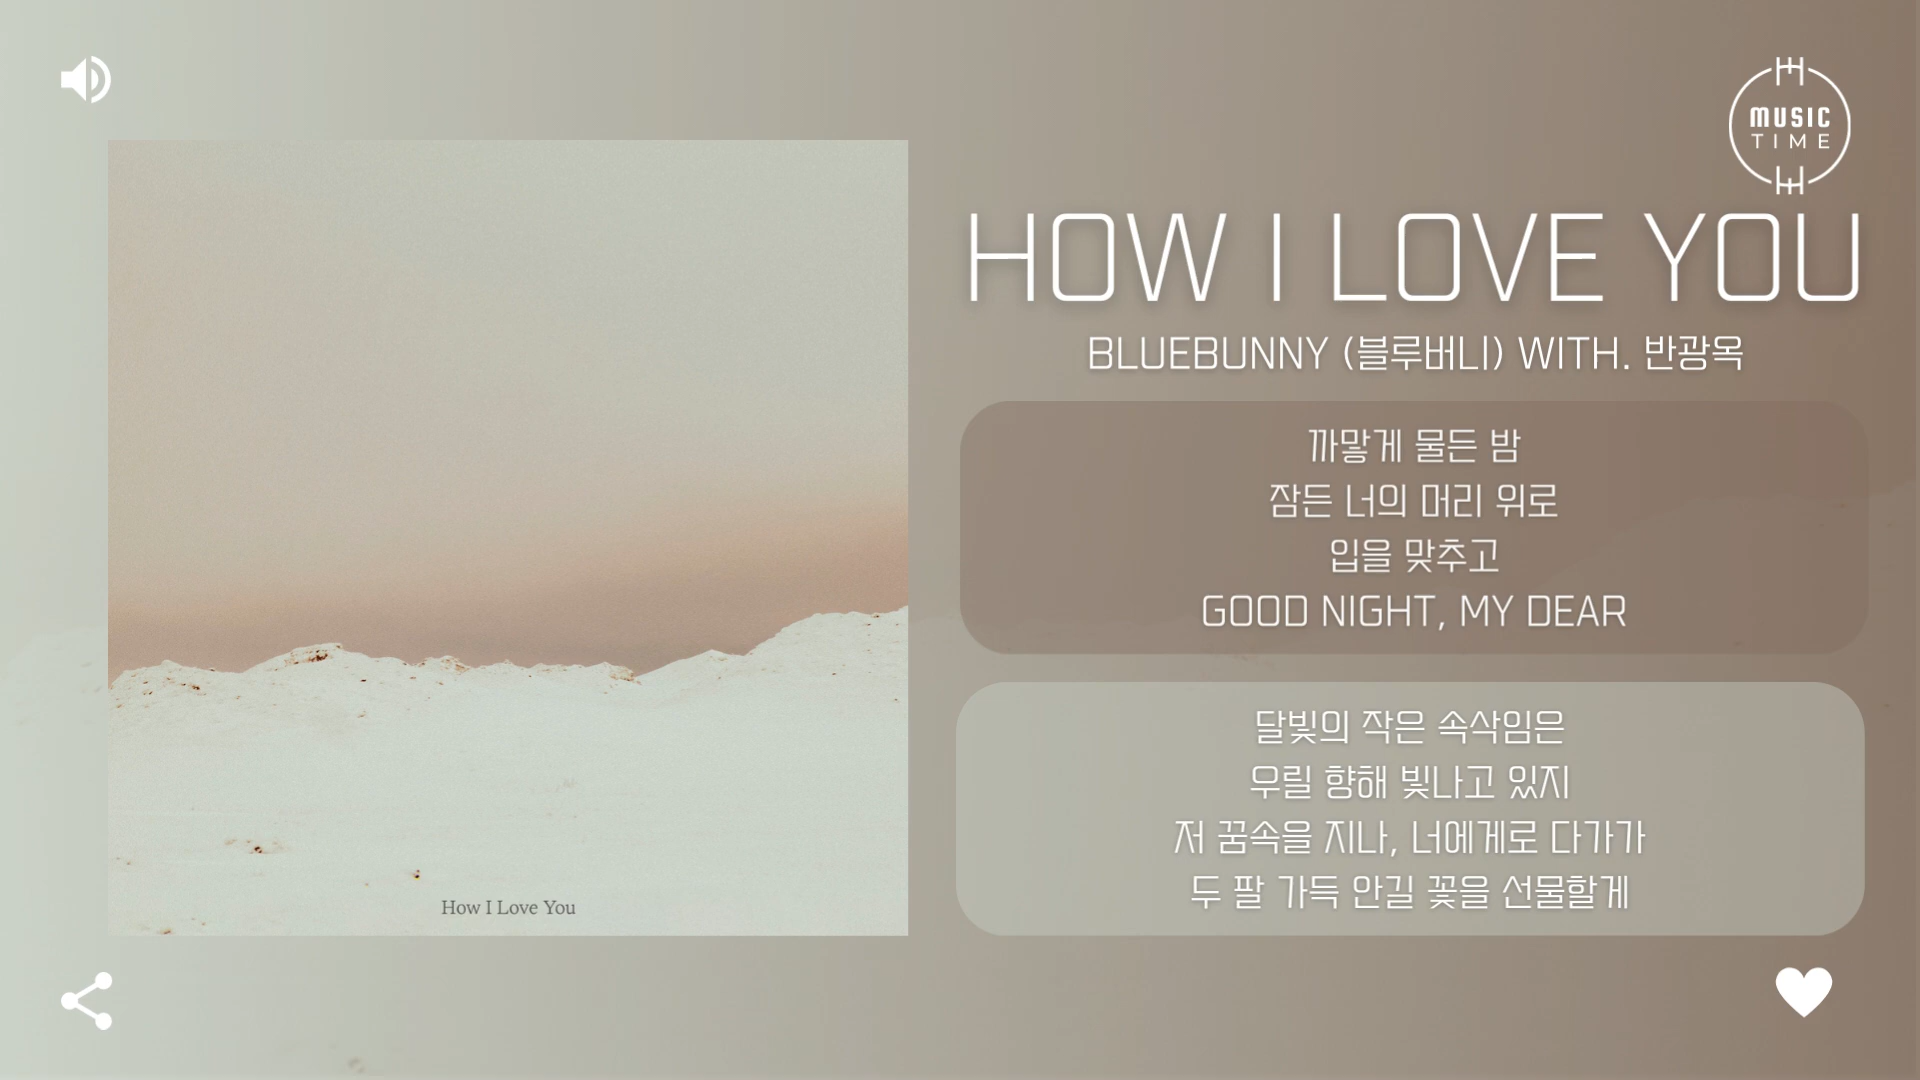 MUSIC
TIME
HOW I LOVE YOU
BLUEBUNNY (블루버니) WITH. 반광옥
까맣게 물든 밤
잠든 너의 머리 위로
입을 맞추고
GOOD NIGHT, MY DEAR
달빛의 작은 속삭임은
우릴 향해 빛나고 있지
저 꿈속을 지나, 너에게로 다가가
두 팔 가득 안길 꽃을 선물할게
How I Love You